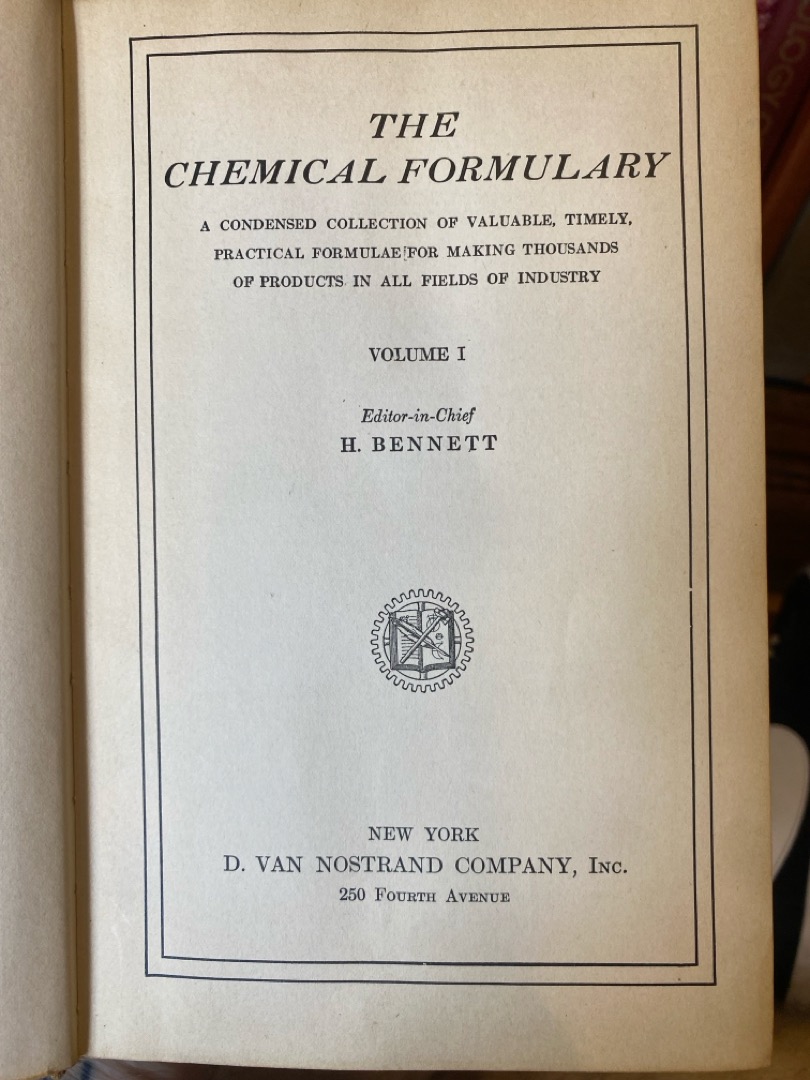 THE
CHEMICAL FORMULARY
A CONDENSED COLLECTION OF VALUABLE, TIMELY,
PRACTICAL FORMULAE FOR MAKING THOUSANDS
OF PRODUCTS IN ALL FIELDS OF INDUSTRY
VOLUME I
Editor-in-Chief
H. BENNETT
NEW YORK
D. VAN NOSTRAND COMPANY, INC.
250 FOURTH AVENUE